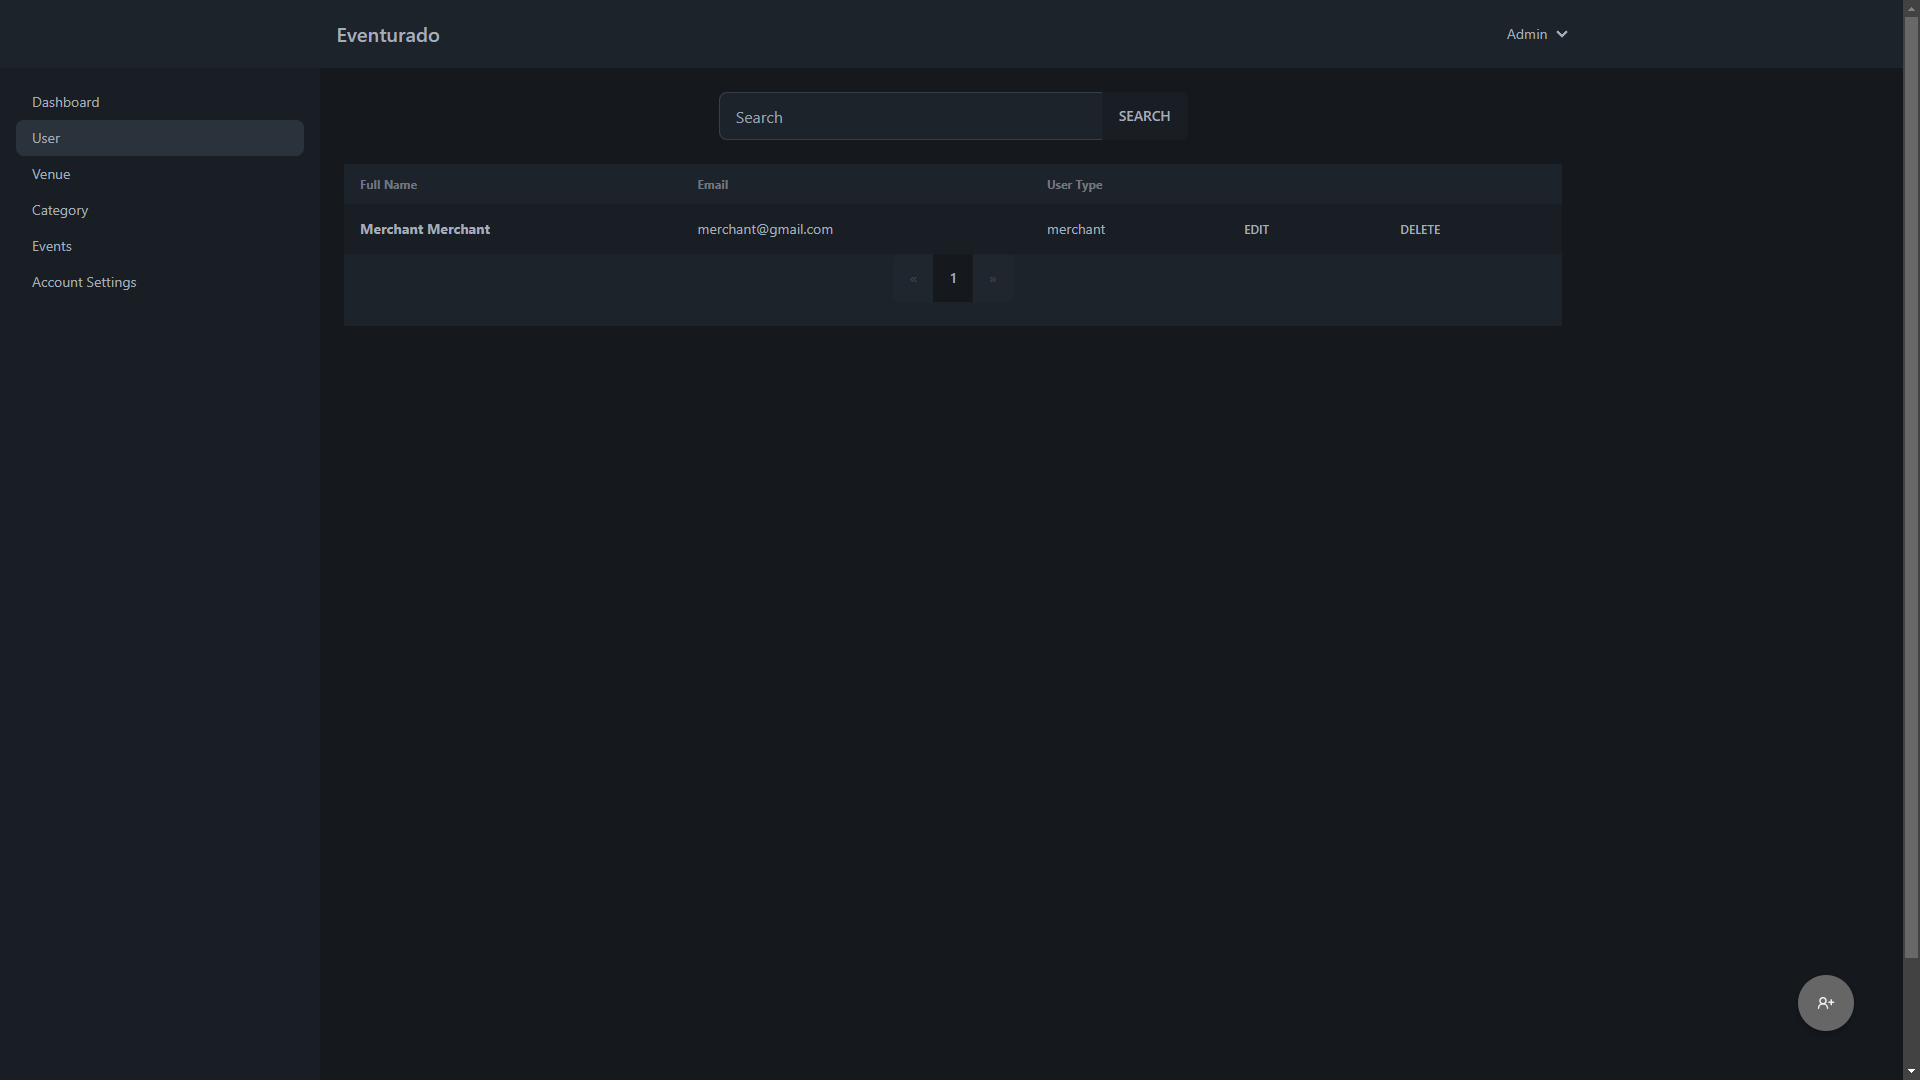 Eventurado
Admin
Dashboard
User
Venue
Category
Events
Account Settings
Search
SEARCH
Full Name
Email
User Type
Merchant Merchant
merchant@gmail.com
merchant
EDIT
DELETE
«
1
»